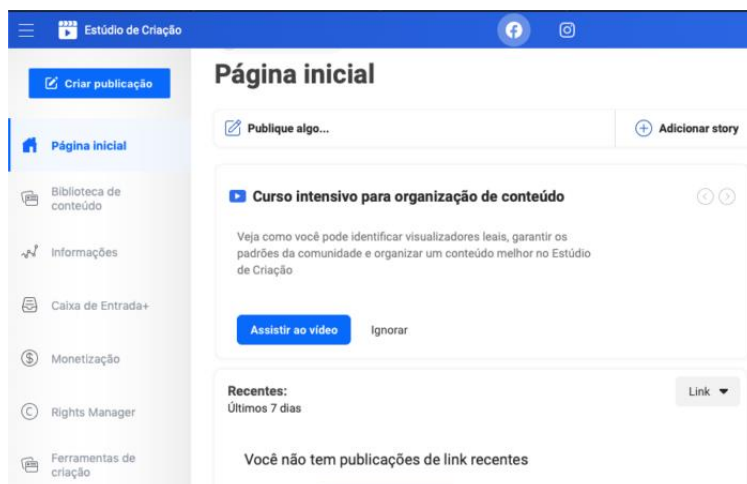 Estúdio de Criação
Criar publicação
Página inicial
Biblioteca de
conteúdo
Informações
Caixa de Entrada+
Monetização
Rights Manager
Ferramentas de
criação
Página inicial
Publique algo...
Adicionar story
Curso intensivo para organização de conteúdo
Veja como você pode identificar visualizadores leais, garantir os
padrões da comunidade e organizar um conteúdo melhor no Estúdio
de Criação
Assistir ao vídeo
Ignorar
Recentes:
Últimos 7 dias
Link
Você não tem publicações de link recentes